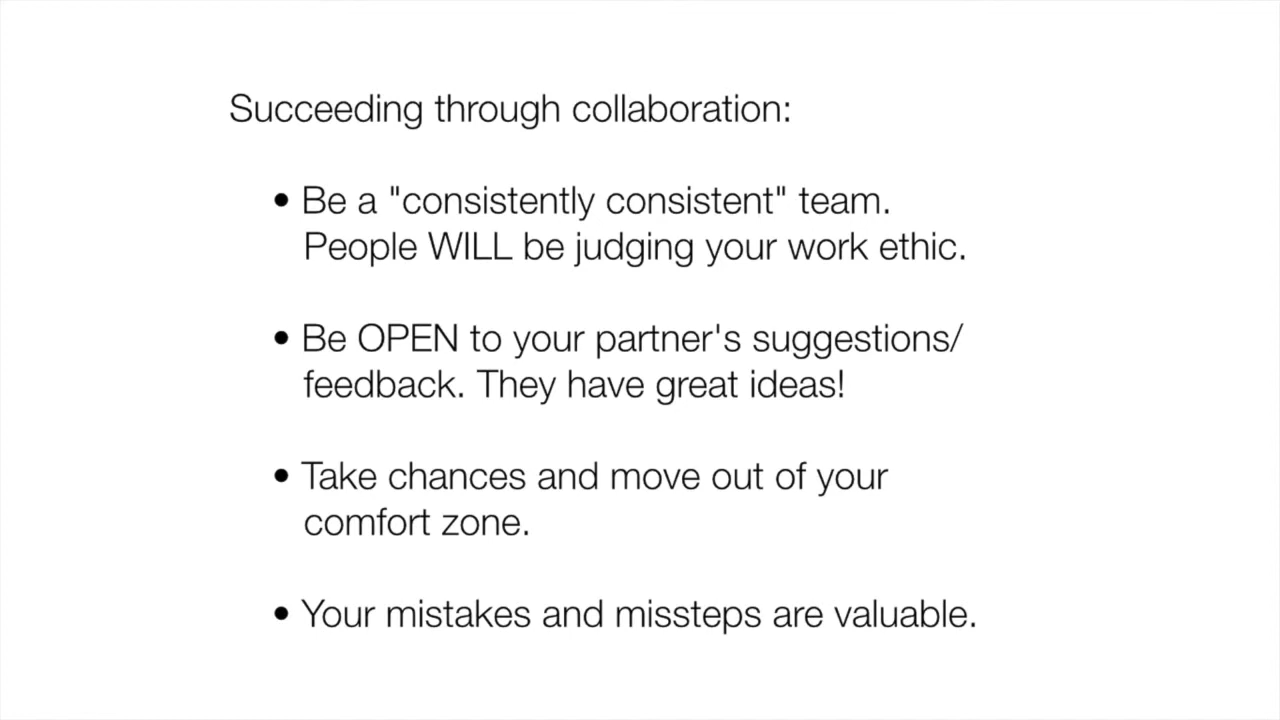 Succeeding through collaboration:
• Be a "consistently consistent" team.
People WILL be judging your work ethic.
• Be OPEN to your partner's suggestions/
feedback. They have great ideas!
• Take chances and move out of your
comfort zone.
• Your mistakes and missteps are valuable.